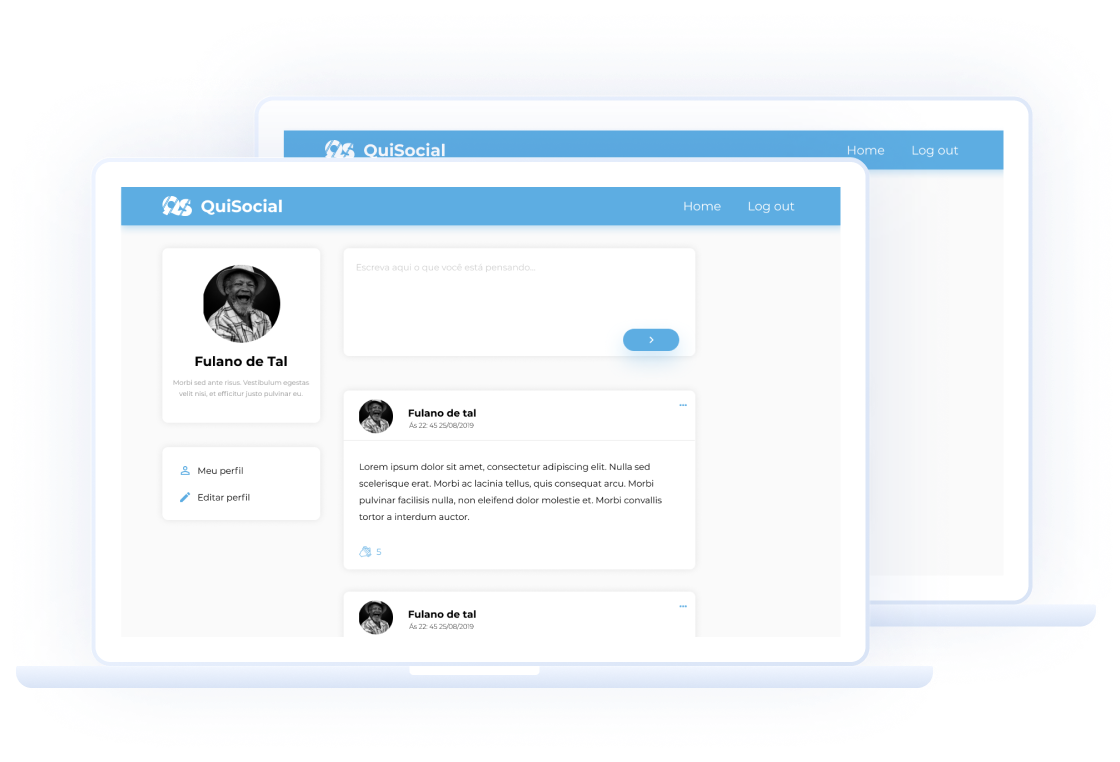 QuiSocial
Home
Log out
QuiSocial
Home
Log out
Fulano de Tal
Morbi sed ante risus. Vestibulum egestas
velit nisi, et efficitur justo pulvinar eu.
Meu perfil
Editar perfil
Escreva aqui o que você está pensando...
Fulano de tal
Ás 22: 45 25/08/2019
Lorem ipsum dolor sit amet, consectetur adipiscing elit. Nulla sed
scelerisque erat. Morbi ac lacinia tellus, quis consequat arcu. Morbi
pulvinar facilisis nulla, non eleifend dolor molestie et. Morbi convallis
tortor a interdum auctor.
5
Fulano de tal
Ás 22: 45 25/08/2019